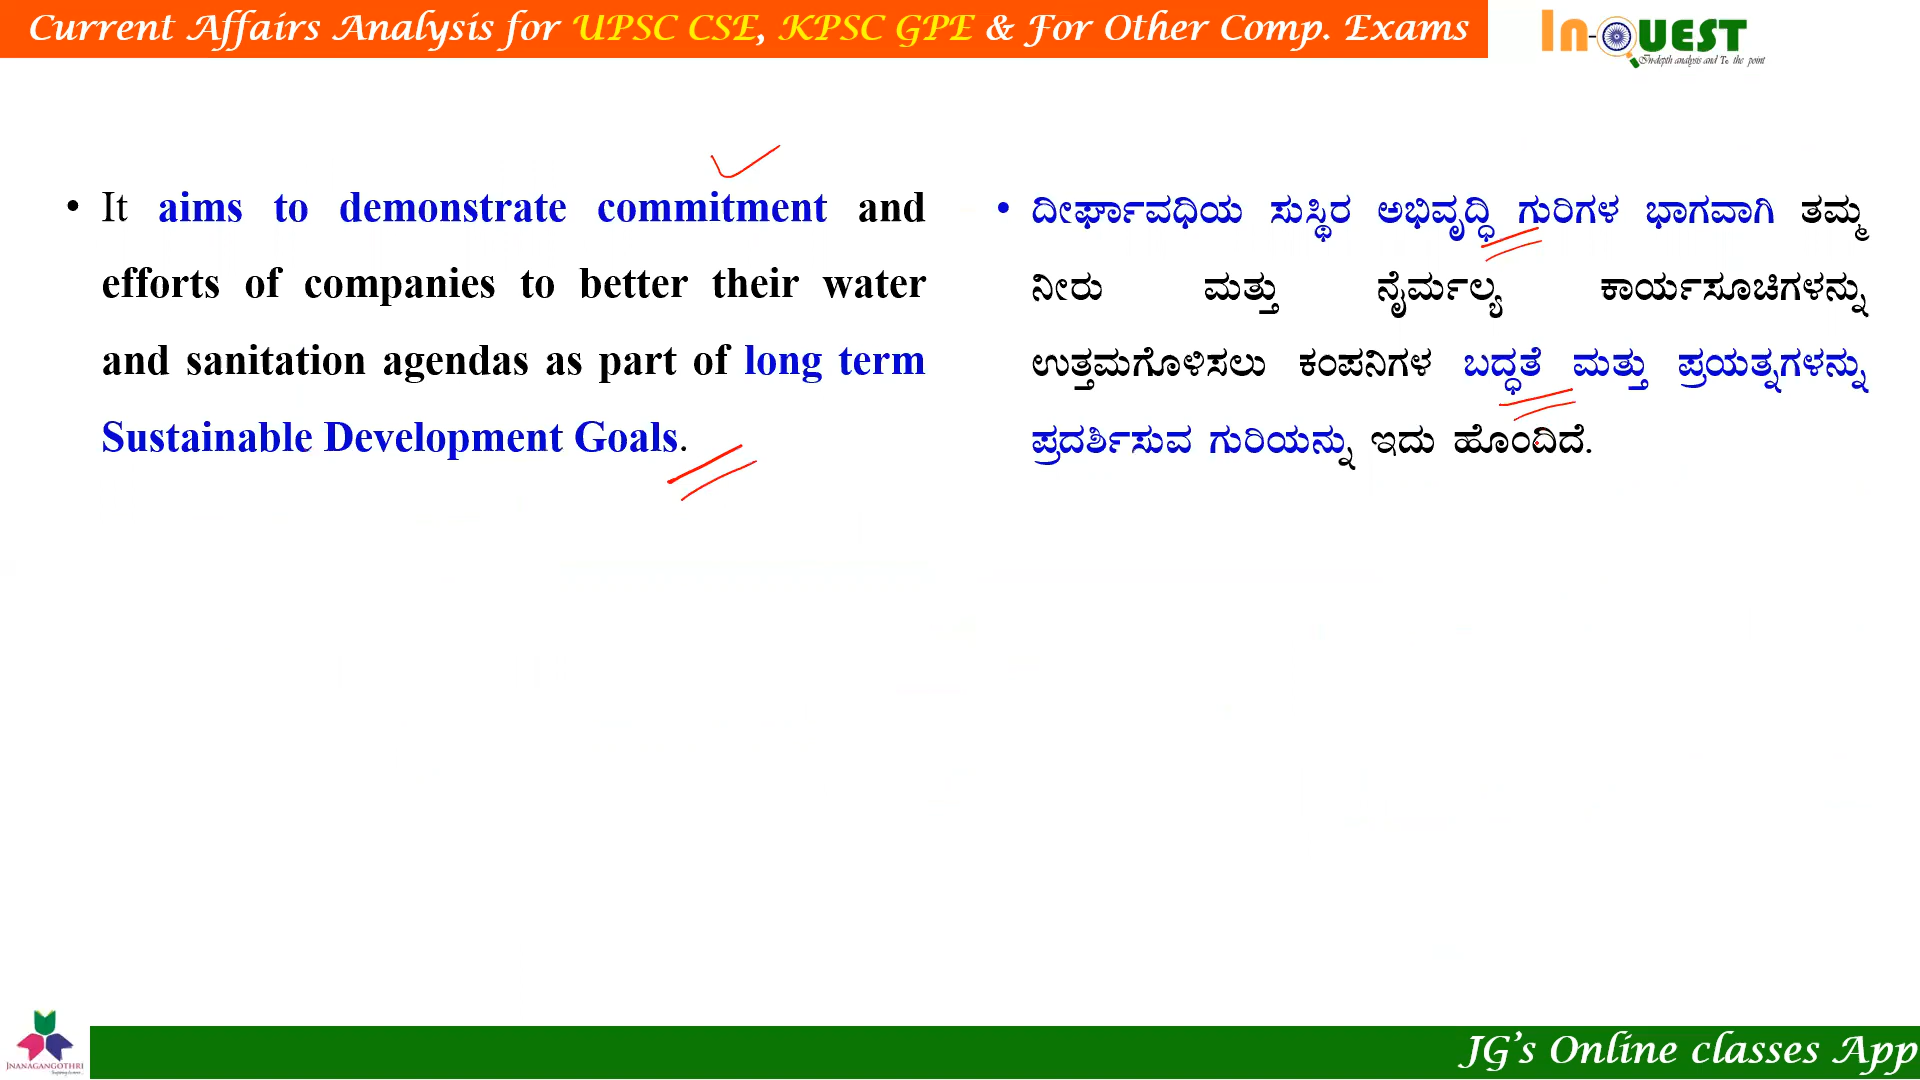 Current Affairs Analysis for UPSC CSE, KPSC GPE & For Other Comp. Exams
In-QUEST
In-depth analysis and To the point
• It aims to demonstrate commitment and
efforts of companies to better their water
and sanitation agendas as part of long term
Sustainable Development Goals.
• ದೀರ್ಘಾವಧಿಯ ಸುಸ್ಥಿರ ಅಭಿವೃದ್ಧಿ ಗುರಿಗಳ ಭಾಗವಾಗಿ ತಮ್ಮ
ನೀರು ಮತ್ತು ನೈರ್ಮಲ್ಯ ಕಾರ್ಯಸೂಚಿಗಳನ್ನು
ಉತ್ತಮಗೊಳಿಸಲು ಕಂಪನಿಗಳ ಬದ್ಧತೆ ಮತ್ತು ಪ್ರಯತ್ನಗಳನ್ನು
ಪ್ರದರ್ಶಿಸುವ ಗುರಿಯನ್ನು ಇದು ಹೊಂದಿದೆ.
JNANAGANGOTHRI
JG's Online classes App